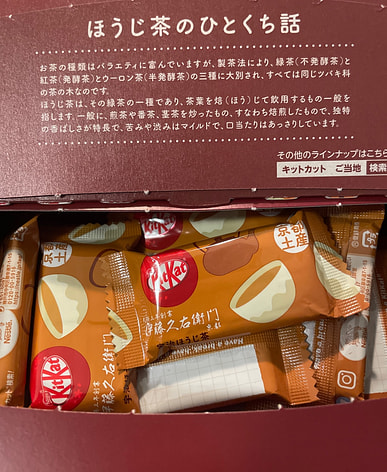 ほうじ茶のひとくち話
お茶の種類はバラエティに富んでいますが、製茶法により、緑茶(不発酵茶)と
紅茶(発酵茶)とウーロン茶(半発酵茶)の三種に大別され、すべては同じツバキ科
の茶の木なのです。
ほうじ茶は、その緑茶の一種であり、茶葉を焙(ほう)じて飲用するもの一般を
指します。一般に、煎茶や番茶、茎茶を炒ったもの、すなわち焙煎したもので、独特
の香ばしさが特長で、苦みや渋みはマイルドで、口当たりはあっさりしています。
その他のラインナップはこちら
キットカット ご当地 検索
京都土産
KitKat
伊藤久右衛門
京都
宇治ほうじ茶
Have a break, have
KitKat
伊藤久右衛門
京土
Nestlé